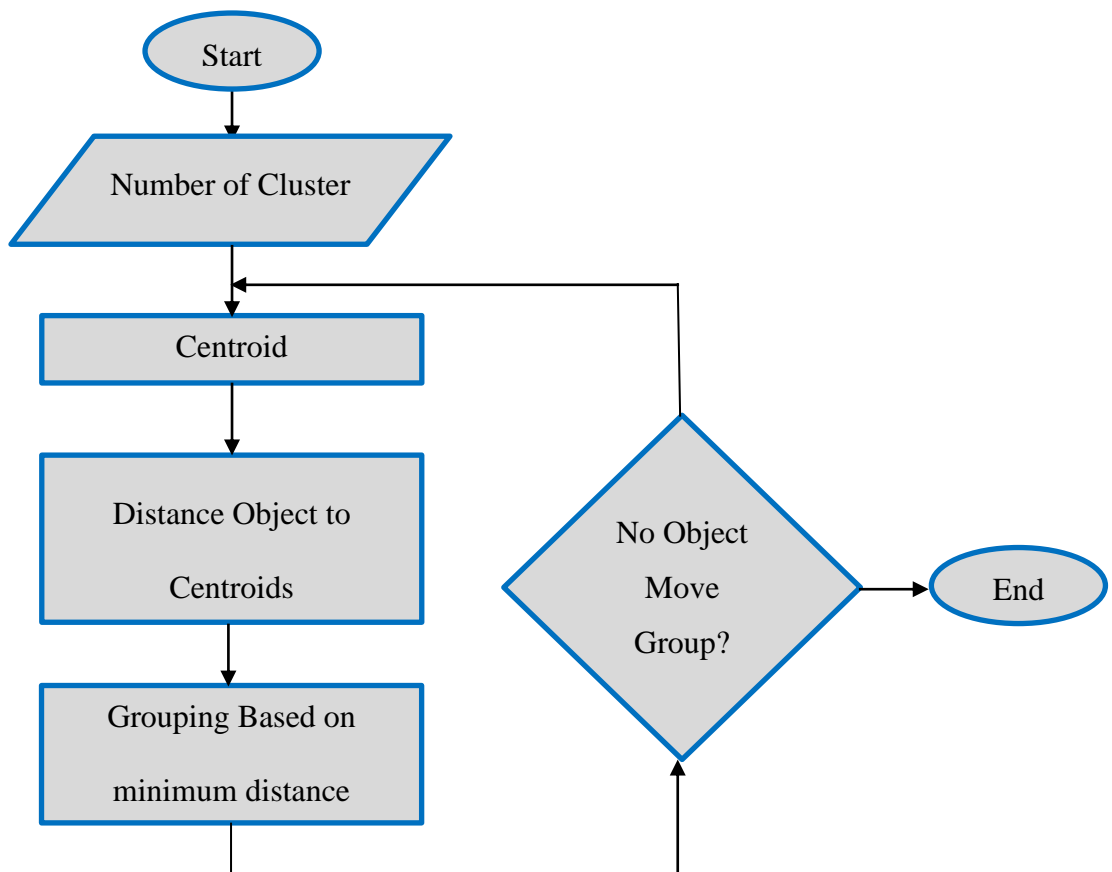 Start
Number of Cluster
Centroid
Distance Object to
Centroids
Grouping Based on
minimum distance
No Object
Move
Group?
End